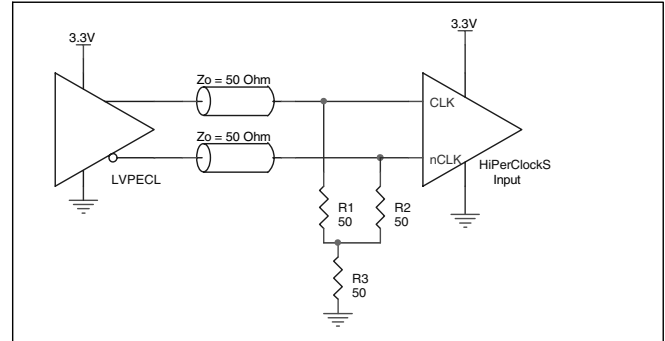 3.3V
3.3V
Zo = 50 Ohm
CLK
Zo = 50 Ohm
nCLK
LVPECL
HiPerClockS
Input
R1
50
R2
50
R3
50